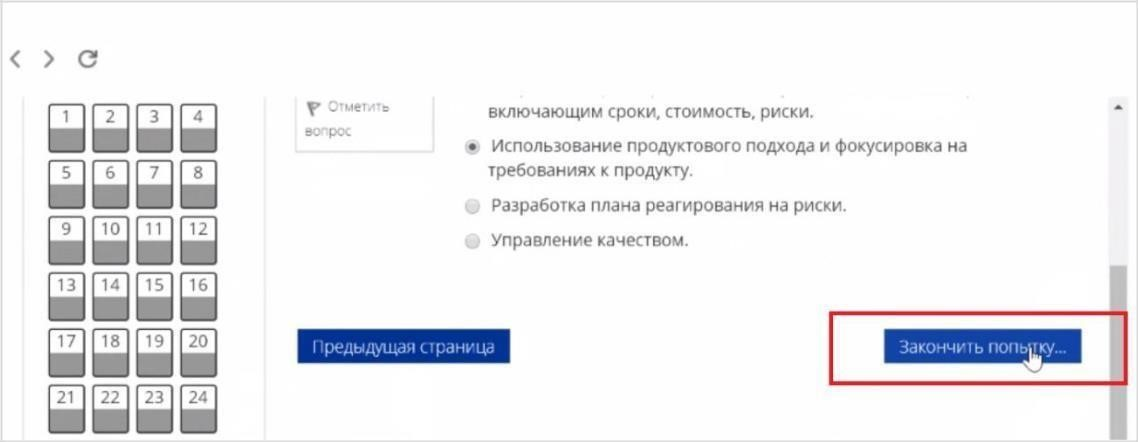 1 2 3 4
5 6 7 8
9 10 11 12
13 14 15 16
17 18 19 20
21 22 23 24
Отметить
вопрос
включающим сроки, стоимость, риски.
Использование продуктового подхода и фокусировка на
требованиях к продукту.
Разработка плана реагирования на риски.
Управление качеством.
Предыдущая страница
Закончить попытку...